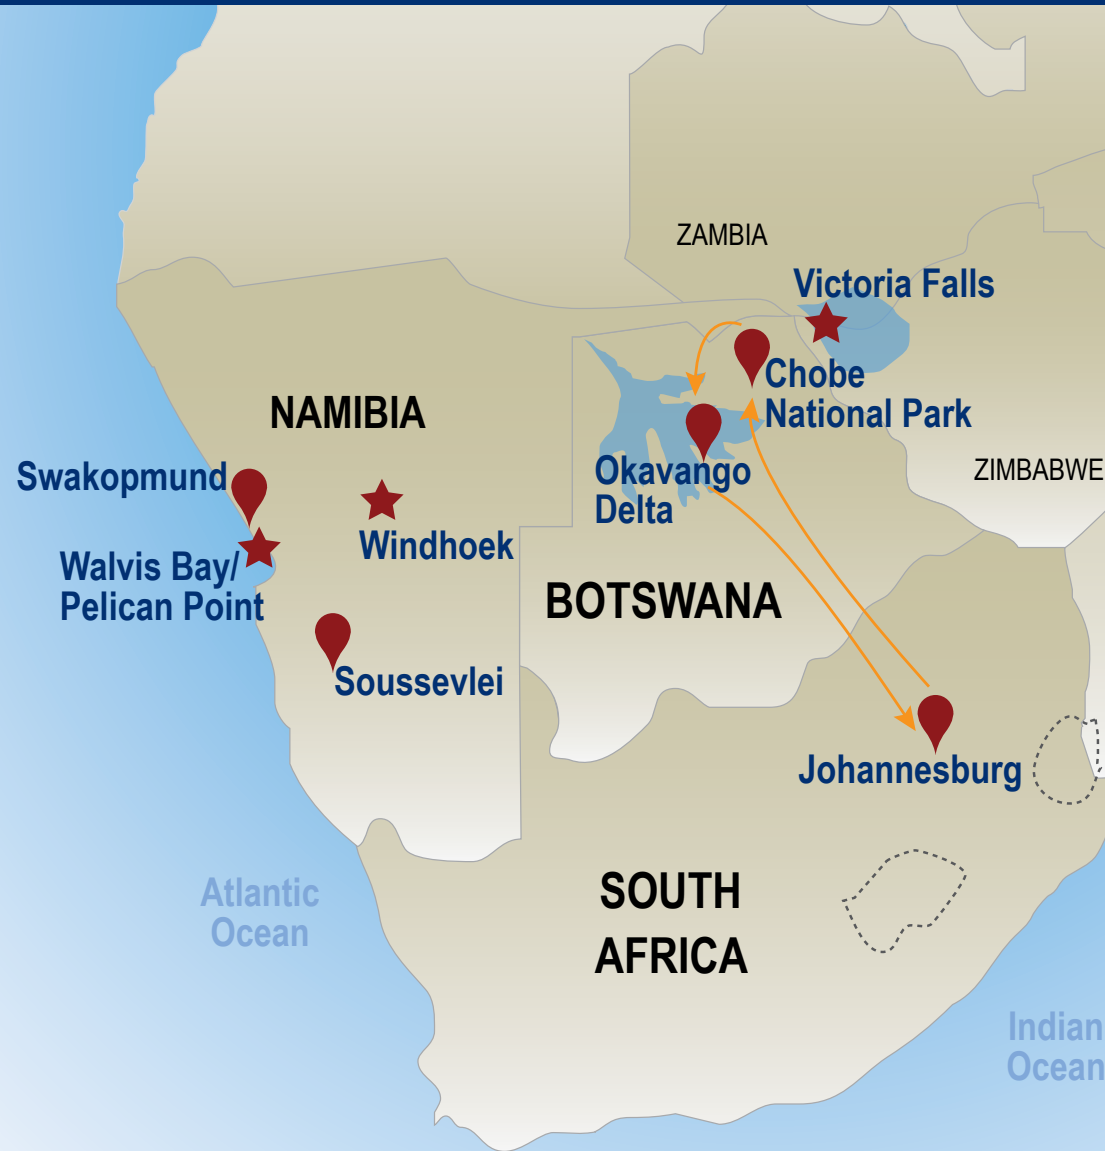 ZAMBIA
Victoria Falls
Chobe
National Park
NAMIBIA
Swakopmund
Okavango
Delta
ZIMBABWE
Windhoek
Walvis Bay/
Pelican Point
BOTSWANA
Soussevlei
Johannesburg
Atlantic
Ocean
SOUTH
AFRICA
Indian
Ocean